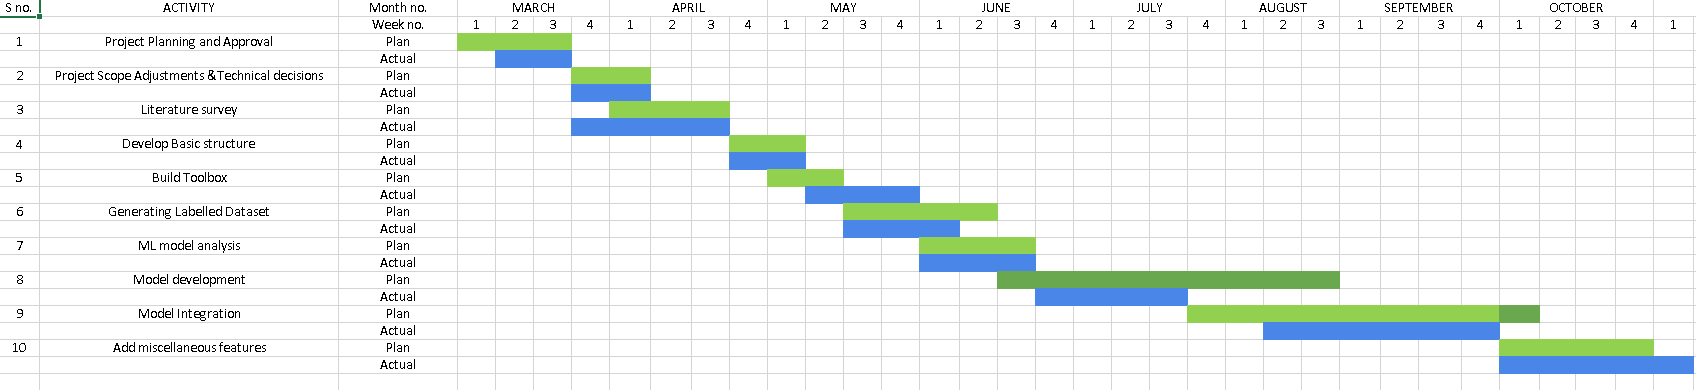 S no. ACTIVITY Month no. MARCH APRIL MAY JUNE JULY AUGUST SEPTEMBER OCTOBER
Week no. 1 2 3 4 1 2 3 4 1 2 3 4 1 2 3 4 1 2 3 4 1 2 3 1 2 3 4 1 2 3 4 1
1 Project Planning and Approval Plan
Actual
2 Project Scope Adjustments &Technical decisions Plan
Actual
3 Literature survey Plan
Actual
4 Develop Basic structure Plan
Actual
5 Build Toolbox Plan
Actual
6 Generating Labelled Dataset Plan
Actual
7 ML model analysis Plan
Actual
8 Model development Plan
Actual
9 Model Integration Plan
Actual
10 Add miscellaneous features Plan
Actual